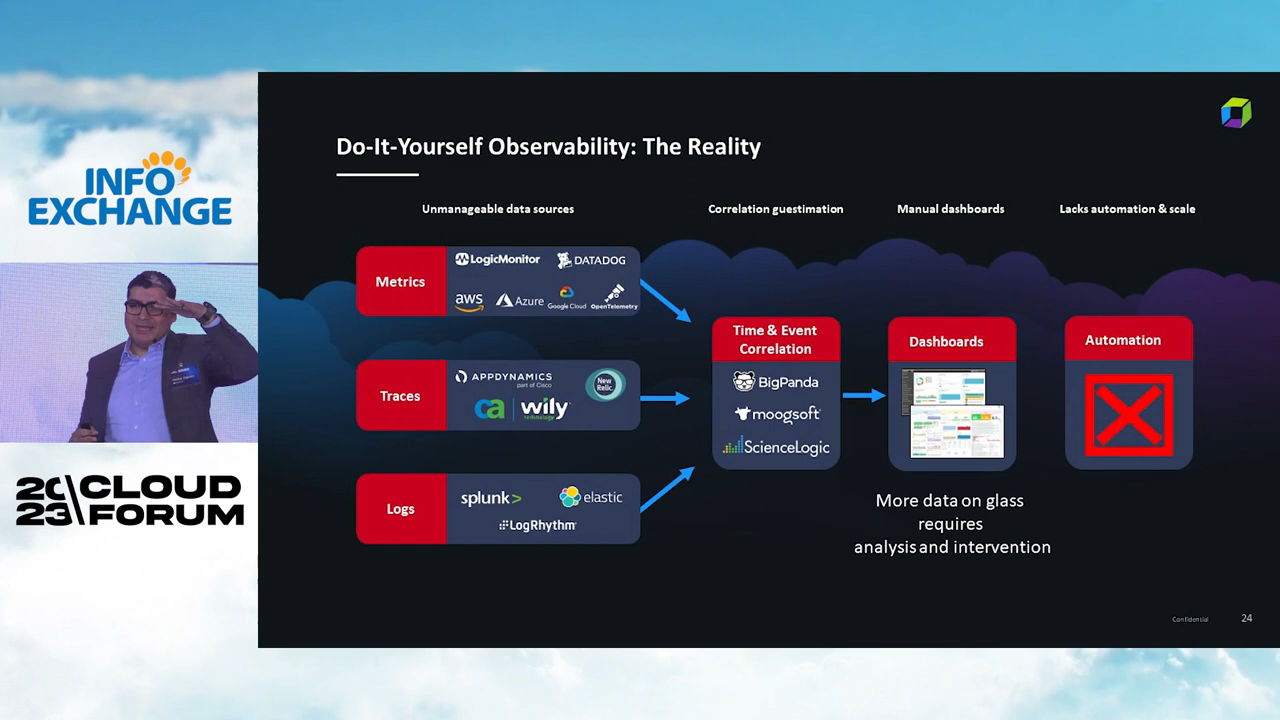 INFO
EXCHANGE
20\CLOUD
23\FORUM
Do-It-Yourself Observability: The Reality
Unmanageable data sources
Correlation guestimation
Manual dashboards
Lacks automation & scale
Metrics
LogicMonitor
DATADOG
aws
Azure
Google Cloud
OpenTelemetry
Traces
APPDYNAMICS
part of Cisco
New
Relic
ca
wily
technology
Logs
splunk>
elastic
LogRhythm
Time & Event
Correlation
BigPanda
moogsoft
ScienceLogic
Dashboards
Automation
More data on glass
requires
analysis and intervention
Confidential
24